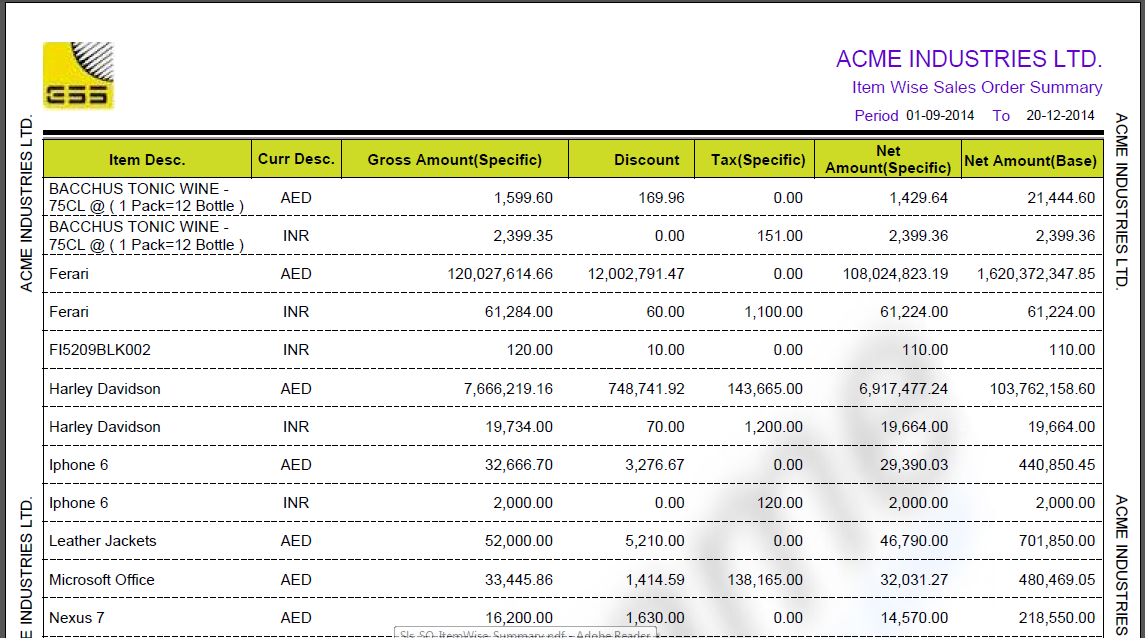 ESS
ACME INDUSTRIES LTD.
Item Wise Sales Order Summary
Period 01-09-2014 To 20-12-2014
ACME INDUSTRIES LTD.
ACME INDUSTRIES LTD.
Item Desc. Curr Desc. Gross Amount(Specific) Discount Tax(Specific) Net Amount(Specific) Net Amount(Base)
BACCHUS TONIC WINE -
75CL @ ( 1 Pack=12 Bottle ) AED 1,599.60 169.96 0.00 1,429.64 21,444.60
BACCHUS TONIC WINE -
75CL @ ( 1 Pack=12 Bottle ) INR 2,399.35 0.00 151.00 2,399.36 2,399.36
Ferari AED 120,027,614.66 12,002,791.47 0.00 108,024,823.19 1,620,372,347.85
Ferari INR 61,284.00 60.00 1,100.00 61,224.00 61,224.00
FI5209BLK002 INR 120.00 10.00 0.00 110.00 110.00
Harley Davidson AED 7,666,219.16 748,741.92 143,665.00 6,917,477.24 103,762,158.60
Harley Davidson INR 19,734.00 70.00 1,200.00 19,664.00 19,664.00
Iphone 6 AED 32,666.70 3,276.67 0.00 29,390.03 440,850.45
Iphone 6 INR 2,000.00 0.00 120.00 2,000.00 2,000.00
Leather Jackets AED 52,000.00 5,210.00 0.00 46,790.00 701,850.00
Microsoft Office AED 33,445.86 1,414.59 138,165.00 32,031.27 480,469.05
Nexus 7 AED 16,200.00 1,630.00 0.00 14,570.00 218,550.00
E INDUSTRIES LTD.
ACME INDUSTRIES
Sls_SO_ItemWise_Summary.pdf - Adobe Reader